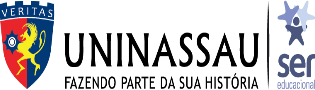 VERITAS
UNINASSAU
FAZENDO PARTE DA SUA HISTÓRIA
ser
educacional